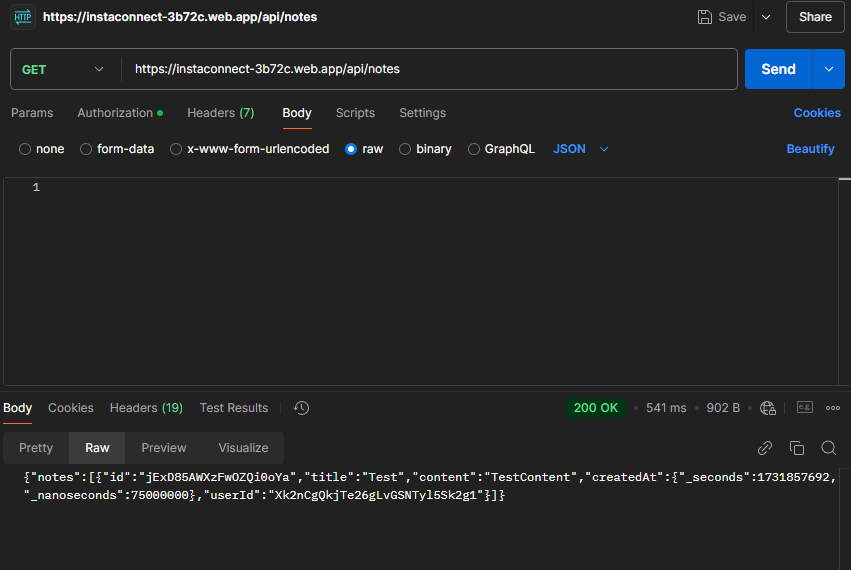 HTTP https://instaconnect-3b72c.web.app/api/notes Save Share
GET https://instaconnect-3b72c.web.app/api/notes Send
Params Authorization Headers (7) Body Scripts Settings Cookies
none form-data x-www-form-urlencoded raw binary GraphQL JSON Beautify
1
Body Cookies Headers (19) Test Results 200 OK 541 ms 902 B e.g.
Pretty Raw Preview Visualize
{"notes":[{"id":"jExD85AWXzFwOZQi0oYa","title":"Test","content":"TestContent","createdAt":{"_seconds":1731857692,
"_nanoseconds":75000000},"userId":"Xk2nCgQkjTe26gLvGSNTyl5Sk2g1"}]}